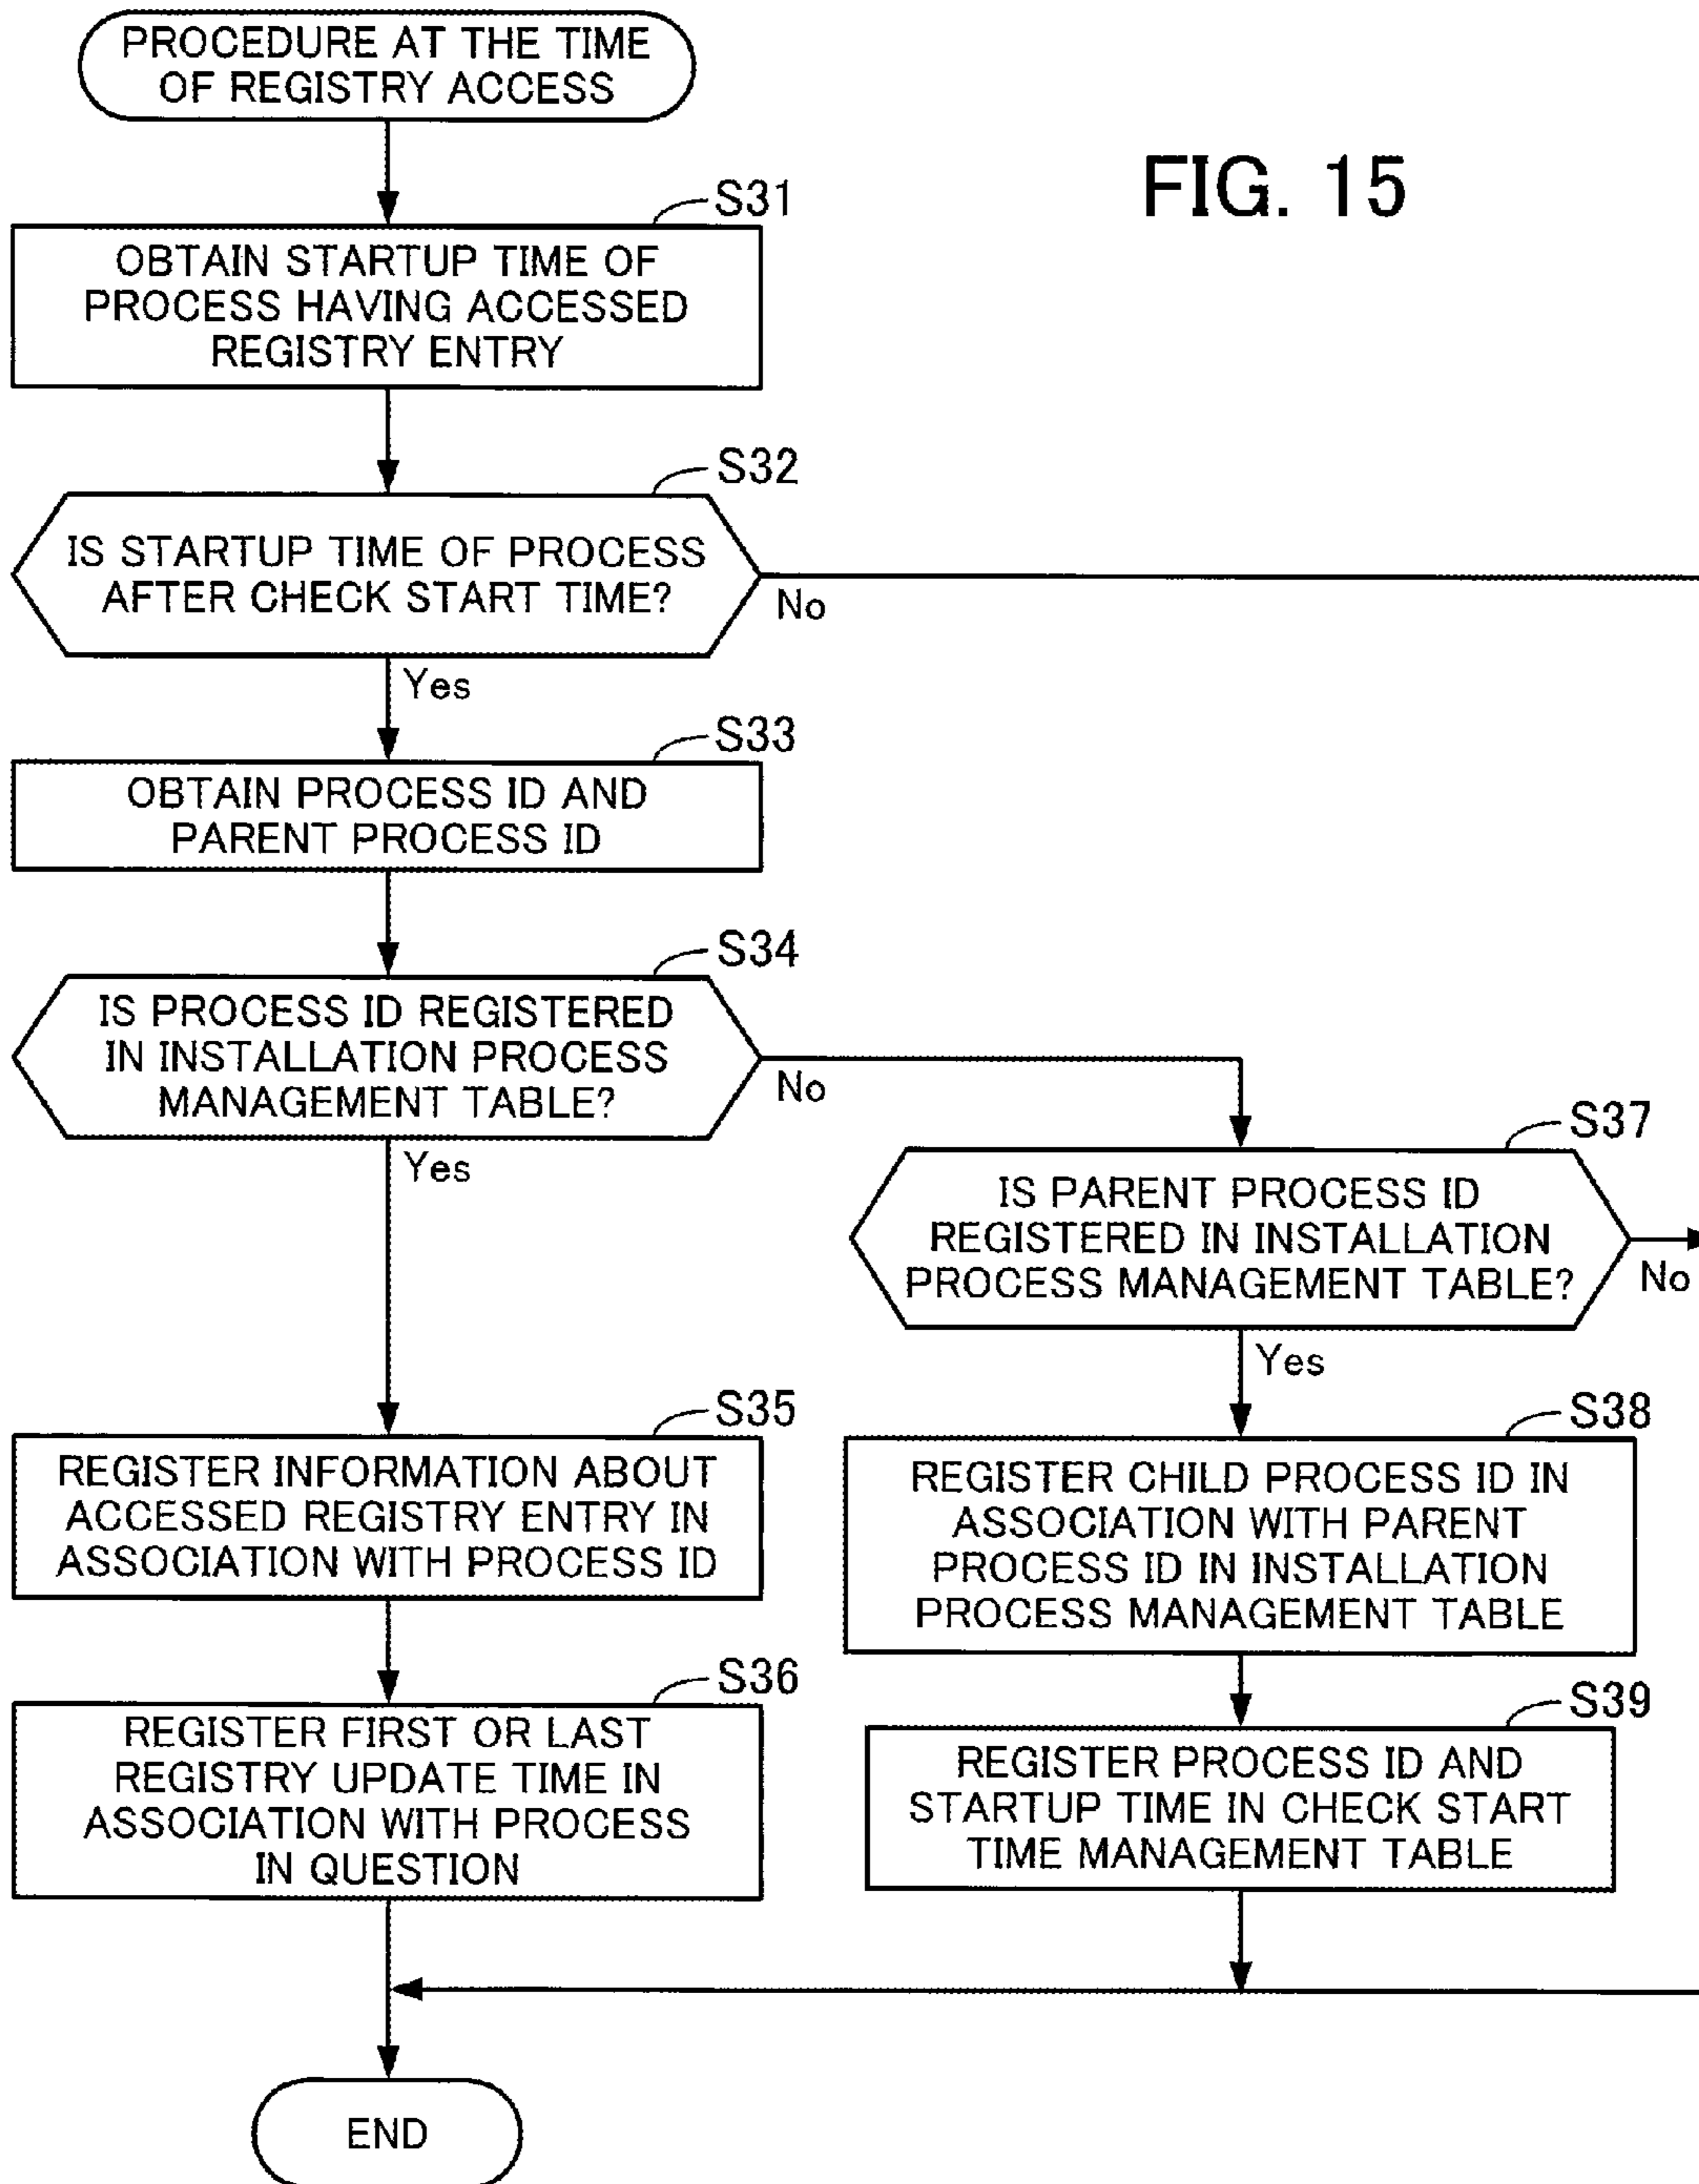 PROCEDURE AT THE TIME
OF REGISTRY ACCESS
FIG. 15
S31
OBTAIN STARTUP TIME OF
PROCESS HAVING ACCESSED
REGISTRY ENTRY
S32
IS STARTUP TIME OF PROCESS
AFTER CHECK START TIME?
No
Yes
S33
OBTAIN PROCESS ID AND
PARENT PROCESS ID
S34
IS PROCESS ID REGISTERED
IN INSTALLATION PROCESS
MANAGEMENT TABLE?
No
Yes
S37
IS PARENT PROCESS ID
REGISTERED IN INSTALLATION
PROCESS MANAGEMENT TABLE?
No
Yes
S35
REGISTER INFORMATION ABOUT
ACCESSED REGISTRY ENTRY IN
ASSOCIATION WITH PROCESS ID
S38
REGISTER CHILD PROCESS ID IN
ASSOCIATION WITH PARENT
PROCESS ID IN INSTALLATION
PROCESS MANAGEMENT TABLE
S36
REGISTER FIRST OR LAST
REGISTRY UPDATE TIME IN
ASSOCIATION WITH PROCESS
IN QUESTION
S39
REGISTER PROCESS ID AND
STARTUP TIME IN CHECK START
TIME MANAGEMENT TABLE
END